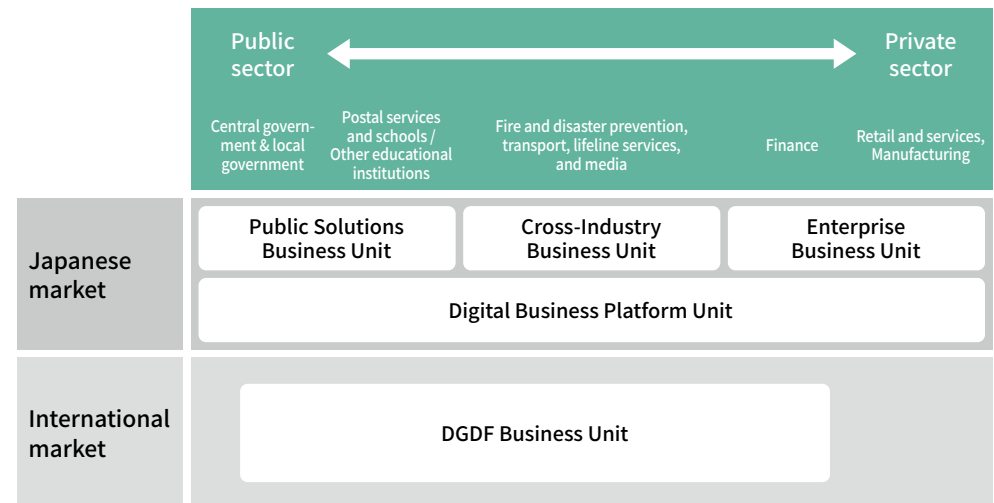 Public
sector
Private
sector
Central govern-
ment & local
government
Postal services
and schools /
Other educational
institutions
Fire and disaster prevention,
transport, lifeline services,
and media
Finance
Retail and services,
Manufacturing
Japanese
market
Public Solutions
Business Unit
Cross-Industry
Business Unit
Enterprise
Business Unit
Digital Business Platform Unit
International
market
DGDF Business Unit